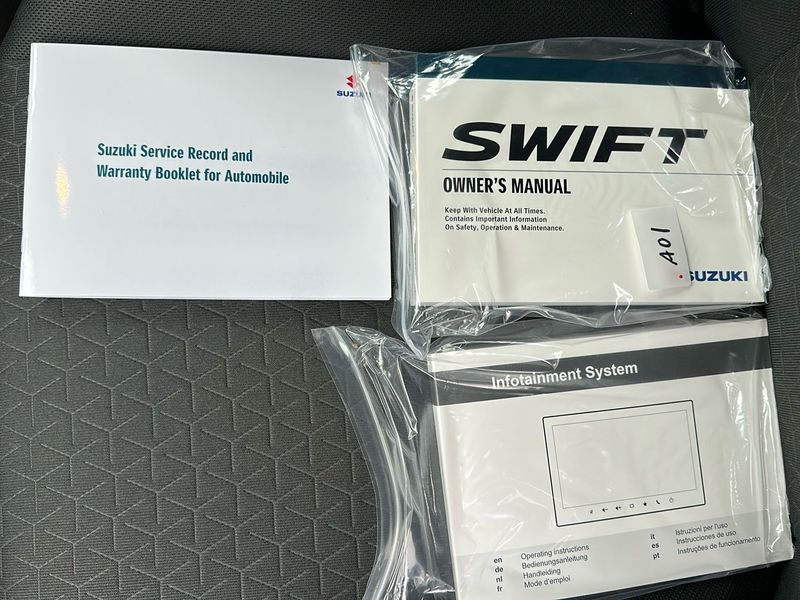 SUZUKI
Suzuki Service Record and
Warranty Booklet for Automobile
SWIFT
OWNER'S MANUAL
Keep With Vehicle At All Times.
Contains Important Information
On Safety, Operation & Maintenance.
A01
SUZUKI
Infotainment System
en Operating instructions
de Bedienungsanleitung
nl Handleiding
fr Mode d'emploi
it Istruzioni per l'uso
es Instrucciones de uso
pt Instruções de funcionamento